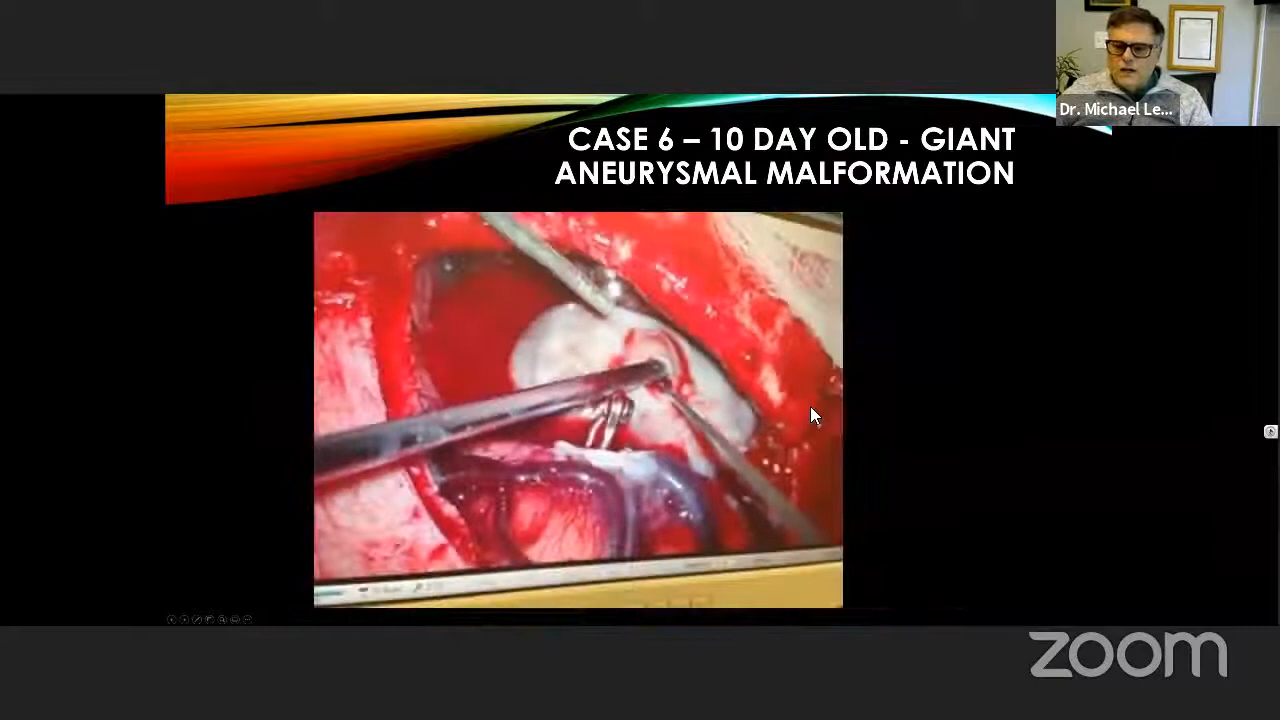 Dr. Michael Le...
CASE 6 – 10 DAY OLD - GIANT
ANEURYSMAL MALFORMATION
zoom